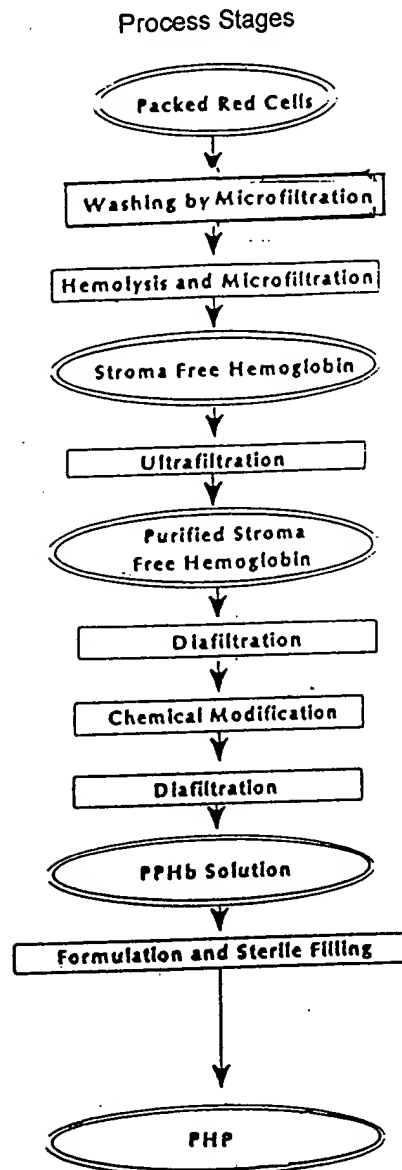 Process Stages
Packed Red Cells
Washing by Microfiltration
Hemolysis and Microfiltration
Stroma Free Hemoglobin
Ultrafiltration
Purified Stroma
Free Hemoglobin
Diafiltration
Chemical Modification
Diafiltration
PPHb Solution
Formulation and Sterile Filling
PHP